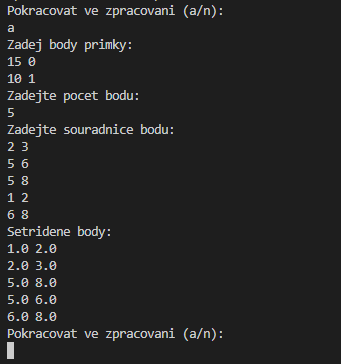 Pokracovat ve zpracovani (a/n):
a
Zadej body primky:
15 0
10 1
Zadejte pocet bodu:
5
Zadejte souradnice bodu:
2 3
5 6
5 8
1 2
6 8
Setridene body:
1.0 2.0
2.0 3.0
5.0 8.0
5.0 6.0
6.0 8.0
Pokracovat ve zpracovani (a/n):